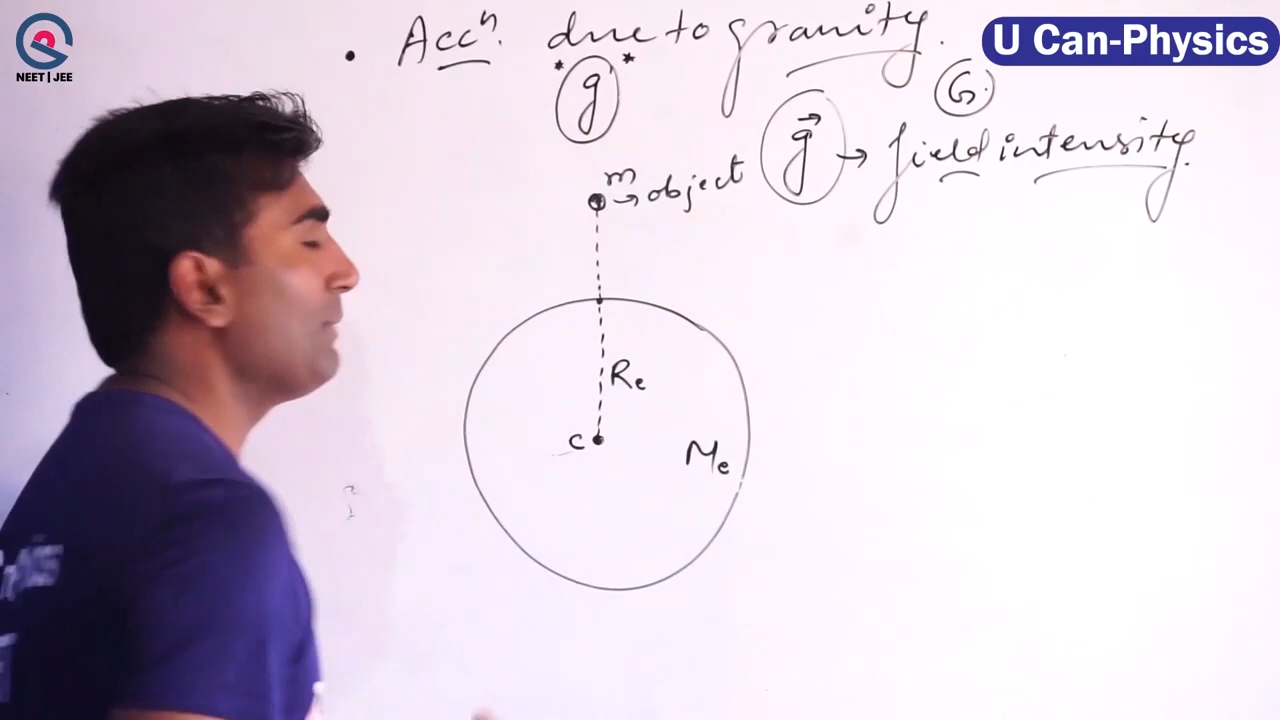 NEET | JEE
U Can-Physics
• Accⁿ. due to gravity.
*g*
G
g⃗ → field intensity.
m
→ object
Re
C
Me